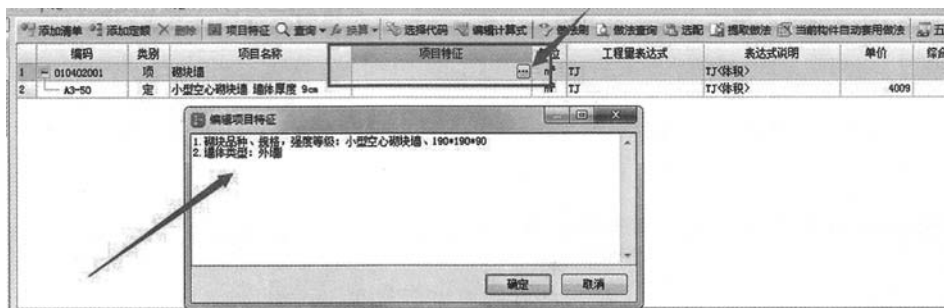 添加清单 添加定额 删除 项目特征 查询 换算 选择代码 编辑计算式 做法刷 做法查询 选配 提取做法 当前构件自动套用做法 五
编码 类别 项目名称 项目特征 单位 工程量表达式 表达式说明 单价 综合
1 010402001 项 砌块墙 m³ TJ TJ<体积>
2 A3-50 定 小型空心砌块墙 墙体厚度 9cm m³ TJ TJ<体积> 4009
编辑项目特征
1.砌块品种、规格，强度等级：小型空心砌块墙、190*190*90
2.墙体类型：外墙
确定 取消